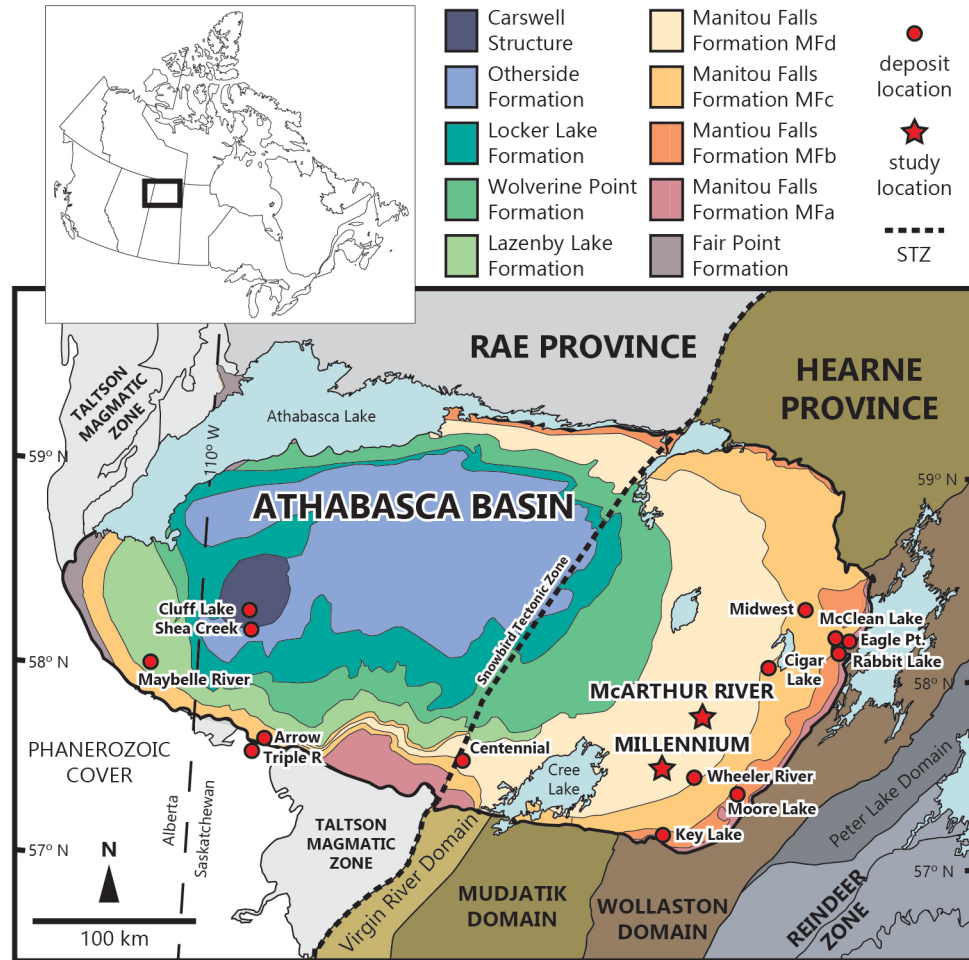 Carswell
Structure
Otherside
Formation
Locker Lake
Formation
Wolverine Point
Formation
Lazenby Lake
Formation
Manitou Falls
Formation MFd
Manitou Falls
Formation MFc
Mantiou Falls
Formation MFb
Manitou Falls
Formation MFa
Fair Point
Formation
deposit
location
study
location
STZ
RAE PROVINCE
HEARNE
PROVINCE
TALTSON
MAGMATIC
ZONE
110° W
Athabasca Lake
59° N
59° N
ATHABASCA BASIN
Snowbird Tectonic Zone
Cluff Lake
Shea Creek
Maybelle River
Midwest
McClean Lake
Eagle Pt.
Rabbit Lake
Cigar
Lake
58° N
58° N
McARTHUR RIVER
MILLENNIUM
Arrow
Triple R
Centennial
Cree
Lake
Wheeler River
Moore Lake
Key Lake
PHANEROZOIC
COVER
Alberta
Saskatchewan
TALTSON
MAGMATIC
ZONE
Virgin River Domain
MUDJATIK
DOMAIN
WOLLASTON
DOMAIN
Peter Lake Domain
REINDEER
ZONE
57° N
57° N
N
100 km